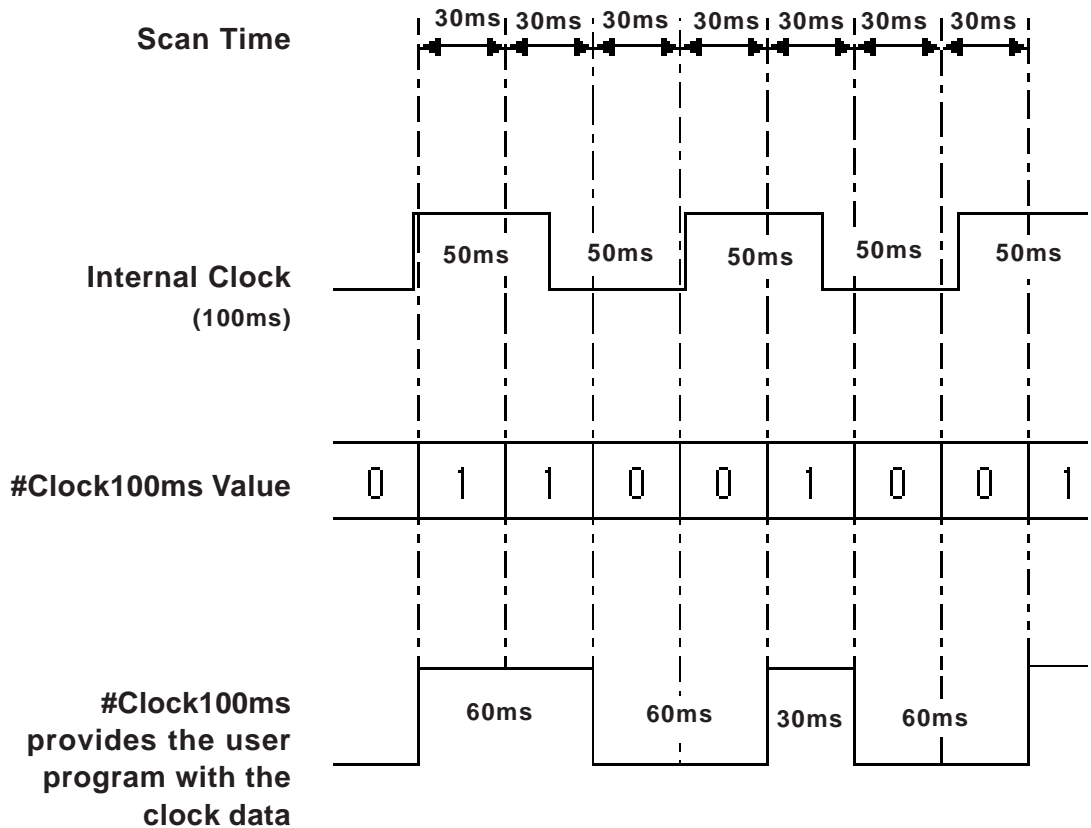 30ms 30ms 30ms 30ms 30ms 30ms 30ms
Scan Time
50ms 50ms 50ms 50ms 50ms
Internal Clock
(100ms)
#Clock100ms Value 0 1 1 0 0 1 0 0 1
#Clock100ms
provides the user
program with the
clock data
60ms 60ms 30ms 60ms